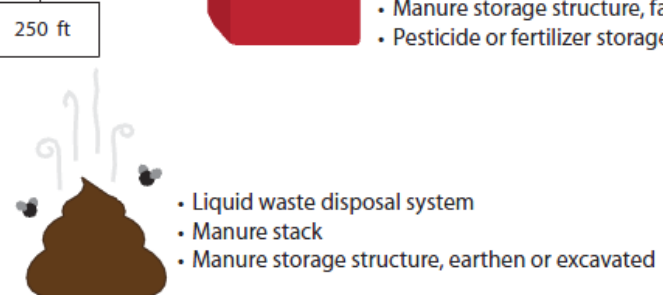 • Manure storage structure, fa
250 ft
• Pesticide or fertilizer storage
• Liquid waste disposal system
• Manure stack
• Manure storage structure, earthen or excavated